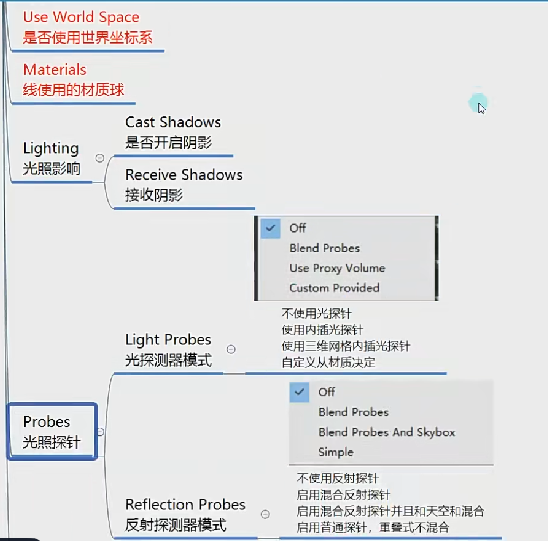 Use World Space
是否使用世界坐标系
Materials
线使用的材质球
Lighting
光照影响
Cast Shadows
是否开启阴影
Receive Shadows
接收阴影
Off
Blend Probes
Use Proxy Volume
Custom Provided
Light Probes
光探测器模式
不使用光探针
使用内插光探针
使用三维网格内插光探针
自定义从材质决定
Probes
光照探针
Off
Blend Probes
Blend Probes And Skybox
Simple
Reflection Probes
反射探测器模式
不使用反射探针
启用混合反射探针
启用混合反射探针并且和天空和混合
启用普通探针，重叠式不混合